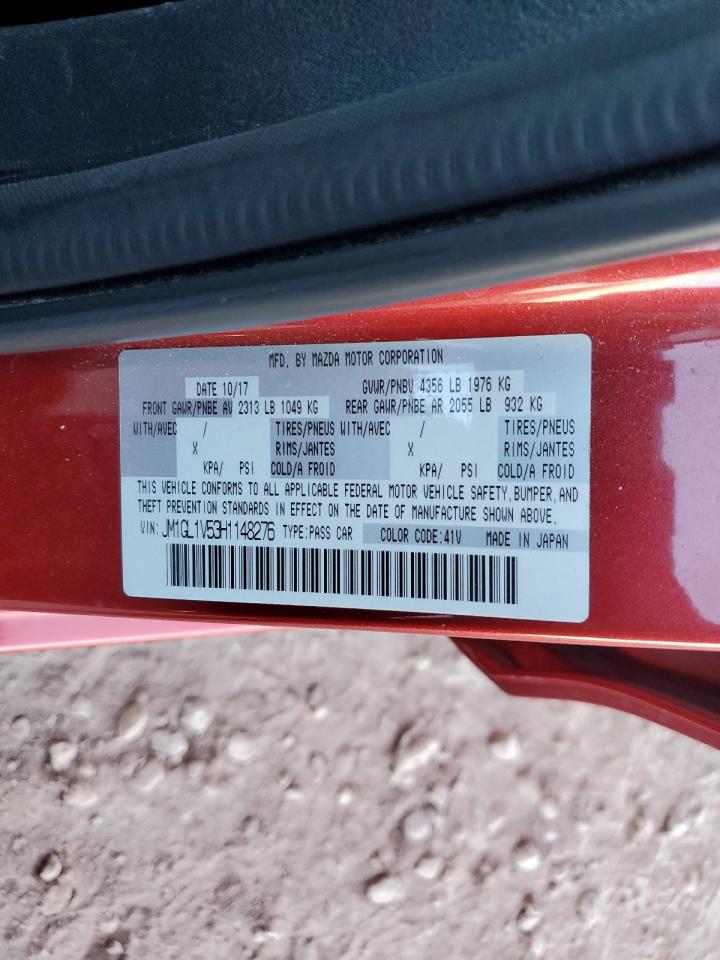 MFD. BY MAZDA MOTOR CORPORATION
DATE 10/17 GVWR/PNBV 4356 LB 1976 KG
FRONT GAWR/PNBE AV 2313 LB 1049 KG REAR GAWR/PNBE AR 2055 LB 932 KG
WITH/AVEC / TIRES/PNEUS WITH/AVEC / TIRES/PNEUS
X RIMS/JANTES X RIMS/JANTES
KPA/ PSI COLD/A FROID KPA/ PSI COLD/A FROID
THIS VEHICLE CONFORMS TO ALL APPLICABLE FEDERAL MOTOR VEHICLE SAFETY, BUMPER, AND
THEFT PREVENTION STANDARDS IN EFFECT ON THE DATE OF MANUFACTURE SHOWN ABOVE.
VIN: JM1GL1V53H1148276 TYPE:PASS CAR COLOR CODE:41V MADE IN JAPAN